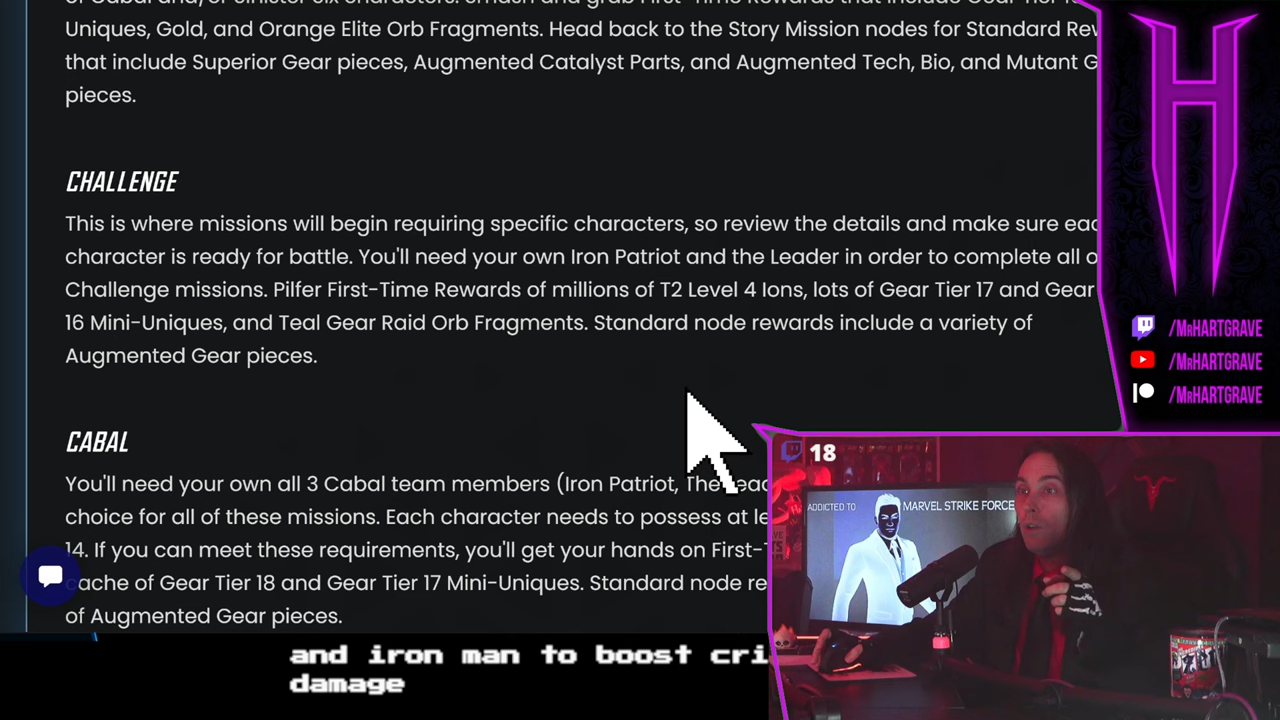 Uniques, Gold, and Orange Elite Orb Fragments. Head back to the Story Mission nodes for Standard Rew
that include Superior Gear pieces, Augmented Catalyst Parts, and Augmented Tech, Bio, and Mutant G
pieces.
CHALLENGE
This is where missions will begin requiring specific characters, so review the details and make sure eac
character is ready for battle. You'll need your own Iron Patriot and the Leader in order to complete all o
Challenge missions. Pilfer First-Time Rewards of millions of T2 Level 4 Ions, lots of Gear Tier 17 and Gear
16 Mini-Uniques, and Teal Gear Raid Orb Fragments. Standard node rewards include a variety of
Augmented Gear pieces.
CABAL
You'll need your own all 3 Cabal team members (Iron Patriot, The
choice for all of these missions. Each character needs to possess at le
14. If you can meet these requirements, you'll get your hands on First-T
cache of Gear Tier 18 and Gear Tier 17 Mini-Uniques. Standard node re
of Augmented Gear pieces.
and iron man to boost cri
damage
H
/MRHARTGRAVE
/MRHARTGRAVE
/MRHARTGRAVE
18
ADDICTED TO
MARVEL STRIKE FORCE